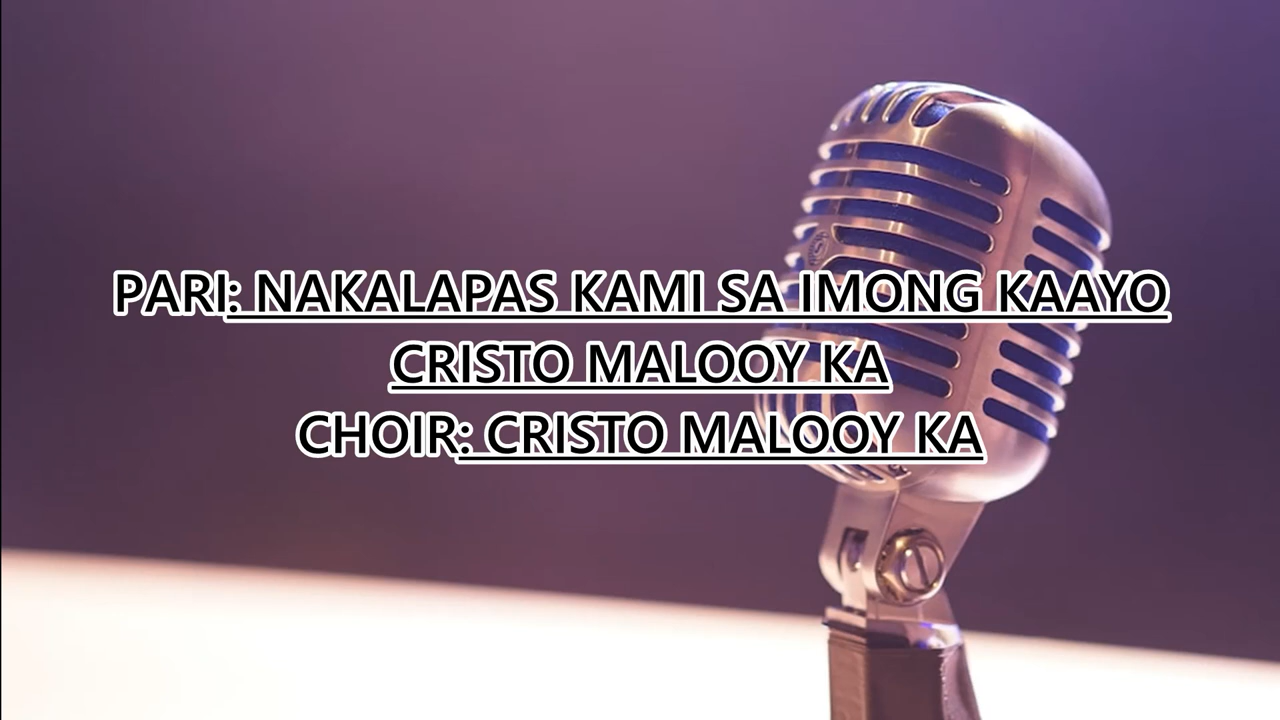 PARI: NAKALAPAS KAMI SA IMONG KAAYO
CRISTO MALOOY KA
CHOIR: CRISTO MALOOY KA